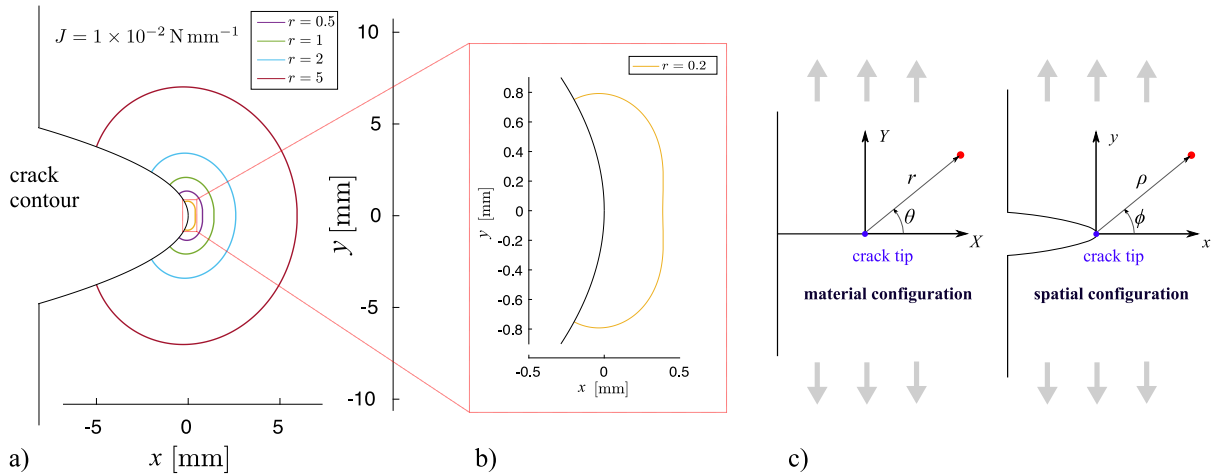 J = 1 × 10⁻² N mm⁻¹
r = 0.5
r = 1
r = 2
r = 5
crack
contour
10
5
0
-5
-10
y [mm]
-5
0
5
x [mm]
a)
r = 0.2
0.8
0.6
0.4
0.2
0
-0.2
-0.4
-0.6
-0.8
y [mm]
-0.5
0
0.5
x [mm]
b)
Y
r
θ
X
crack tip
material configuration
y
ρ
ϕ
x
crack tip
spatial configuration
c)